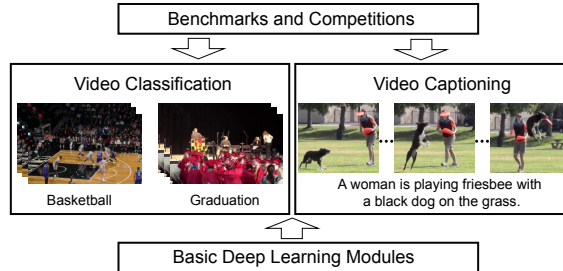 Benchmarks and Competitions
Video Classification
Basketball
Graduation
Video Captioning
A woman is playing friesbee with
a black dog on the grass.
Basic Deep Learning Modules